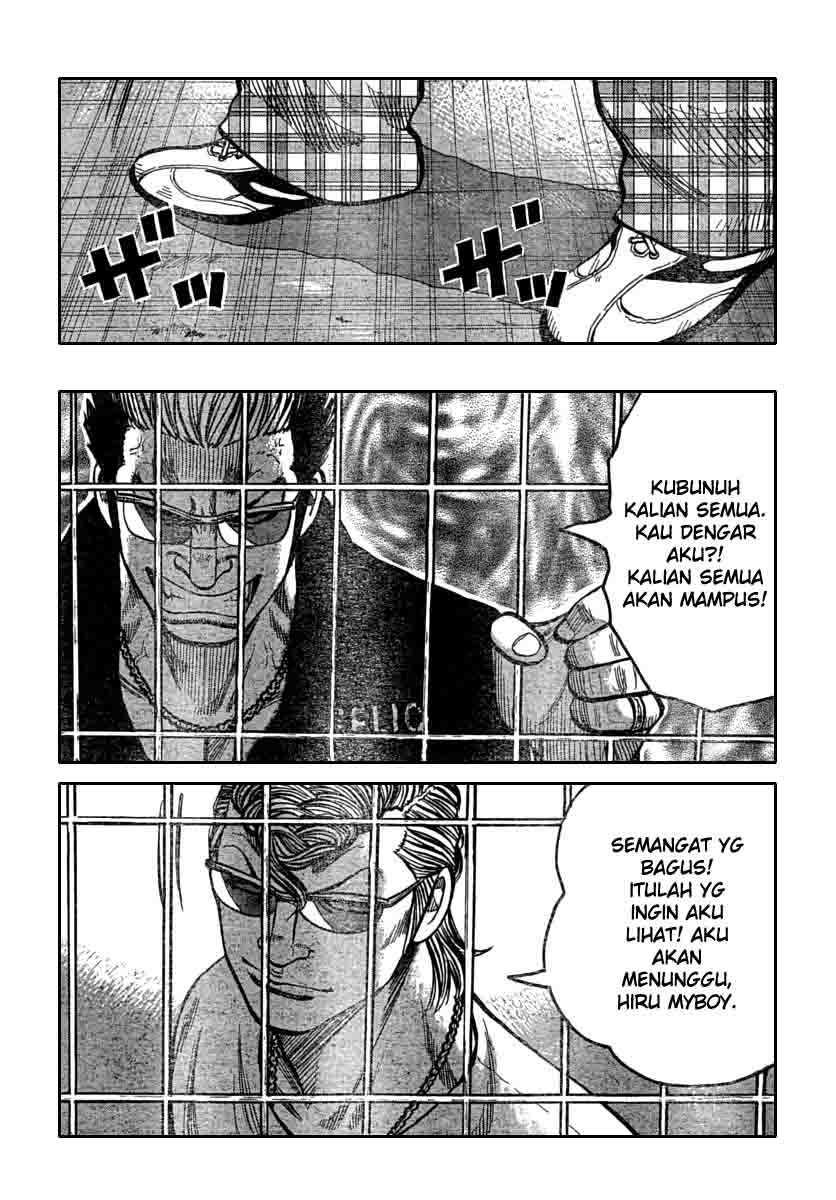 ザッ
ザッ
KUBUNUH
KALIAN SEMUA.
KAU DENGAR
AKU?!
KALIAN SEMUA
AKAN MAMPUS!
SEMANGAT YG
BAGUS!
ITULAH YG
INGIN AKU
LIHAT! AKU
AKAN
MENUNGGU,
HIRU MYBOY.